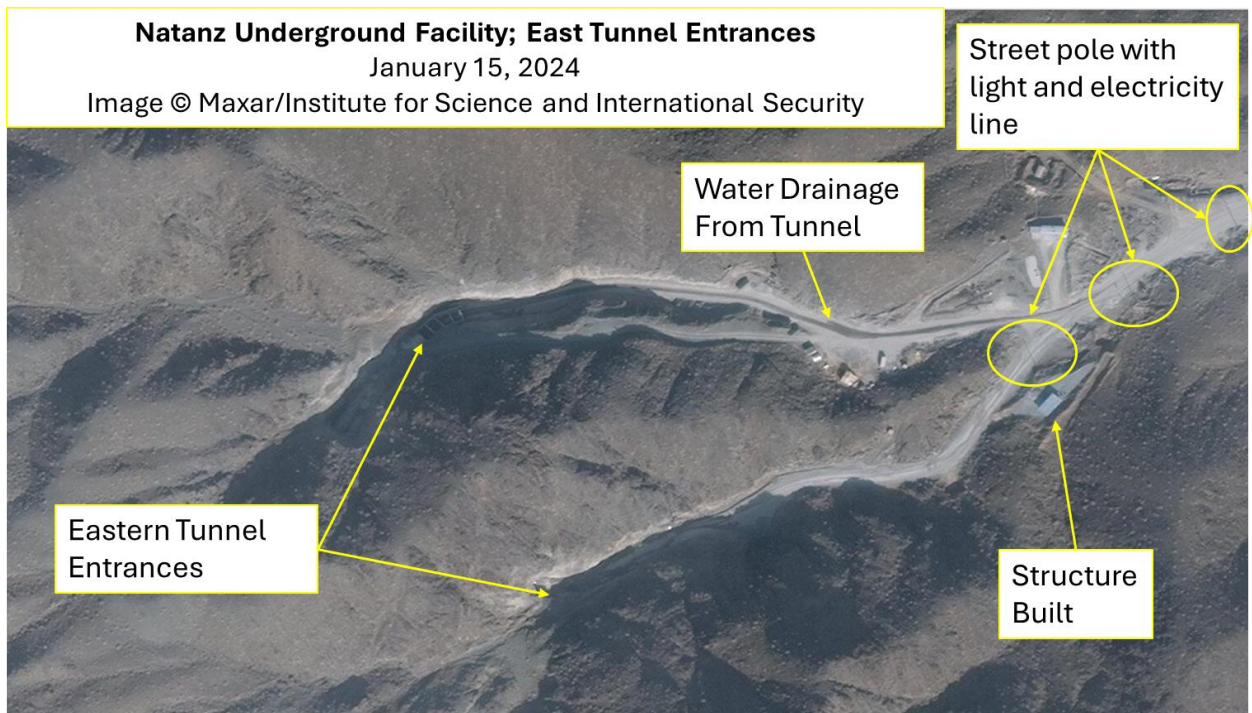 Natanz Underground Facility; East Tunnel Entrances
January 15, 2024
Image © Maxar/Institute for Science and International Security
Street pole with
light and electricity
line
Water Drainage
From Tunnel
Eastern Tunnel
Entrances
Structure
Built